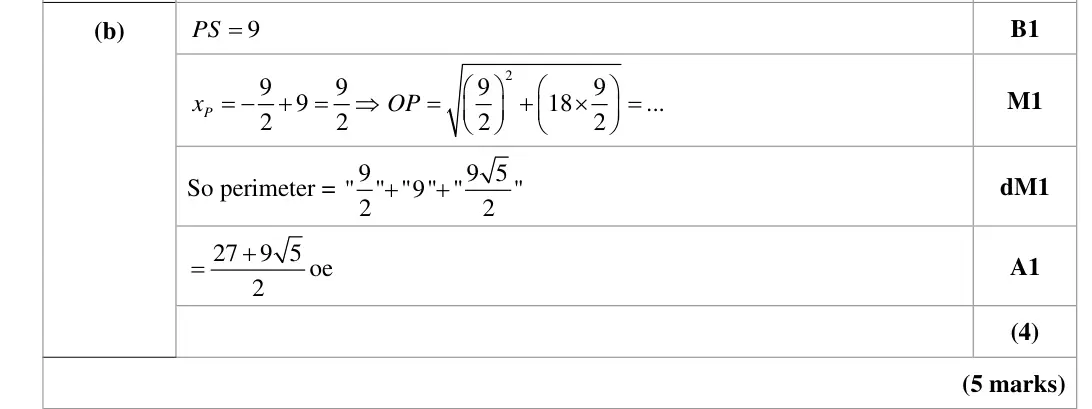 (b) PS = 9 B1
x_P = −9/2 + 9 = 9/2 ⇒ OP = √((9/2)² + (18 × 9/2)) = ... M1
So perimeter = "9/2" + "9" + "9√5/2" dM1
= (27 + 9√5)/2 oe A1
(4)
(5 marks)